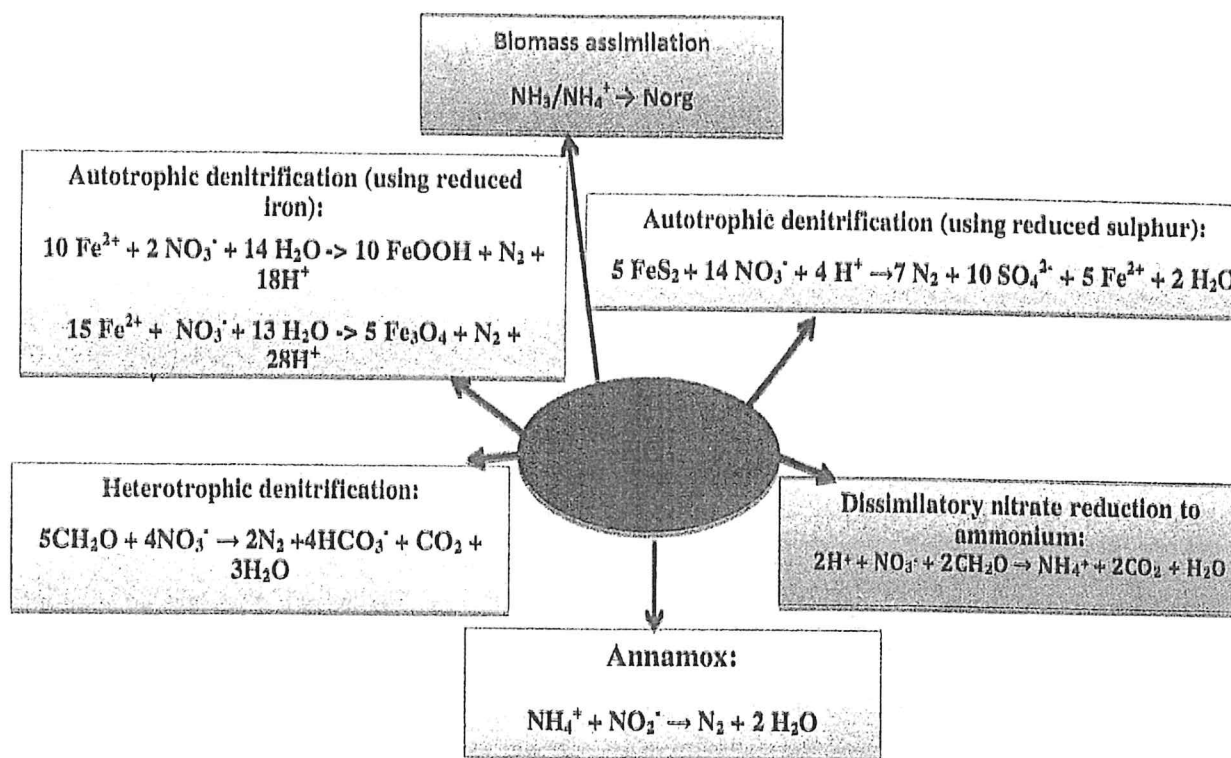 Biomass assimilation
NH₃/NH₄⁺ → Norg
Autotrophic denitrification (using reduced
iron):
10 Fe²⁺ + 2 NO₃⁻ + 14 H₂O -> 10 FeOOH + N₂ +
18H⁺
15 Fe²⁺ + NO₃⁻ + 13 H₂O -> 5 Fe₃O₄ + N₂ +
28H⁺
Autotrophic denitrification (using reduced sulphur):
5 FeS₂ + 14 NO₃⁻ + 4 H⁺ → 7 N₂ + 10 SO₄²⁻ + 5 Fe²⁺ + 2 H₂O
Heterotrophic denitrification:
5CH₂O + 4NO₃⁻ → 2N₂ +4HCO₃⁻ + CO₂ +
3H₂O
Dissimilatory nitrate reduction to
ammonium:
2H⁺ + NO₃⁻ + 2CH₂O → NH₄⁺ + 2CO₂ + H₂O
Annamox:
NH₄⁺ + NO₂⁻ → N₂ + 2 H₂O